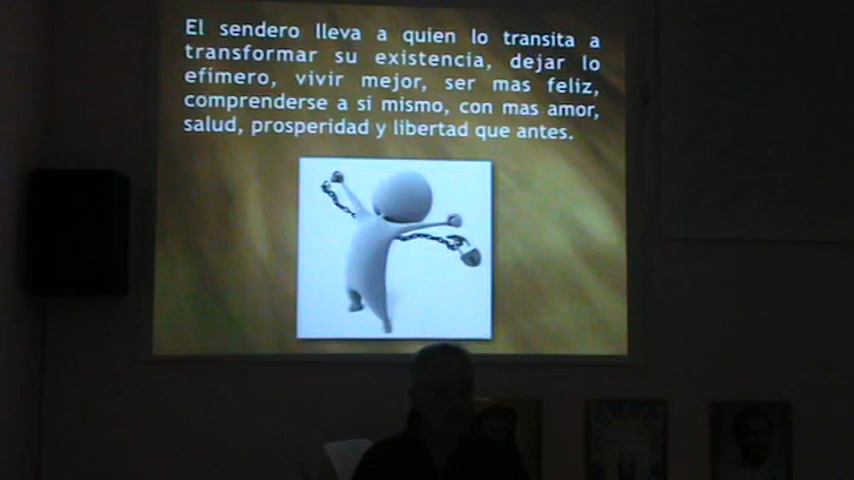 El sendero lleva a quien lo transita a
transformar su existencia, dejar lo
efímero, vivir mejor, ser mas feliz,
comprenderse a si mismo, con mas amor,
salud, prosperidad y libertad que antes.